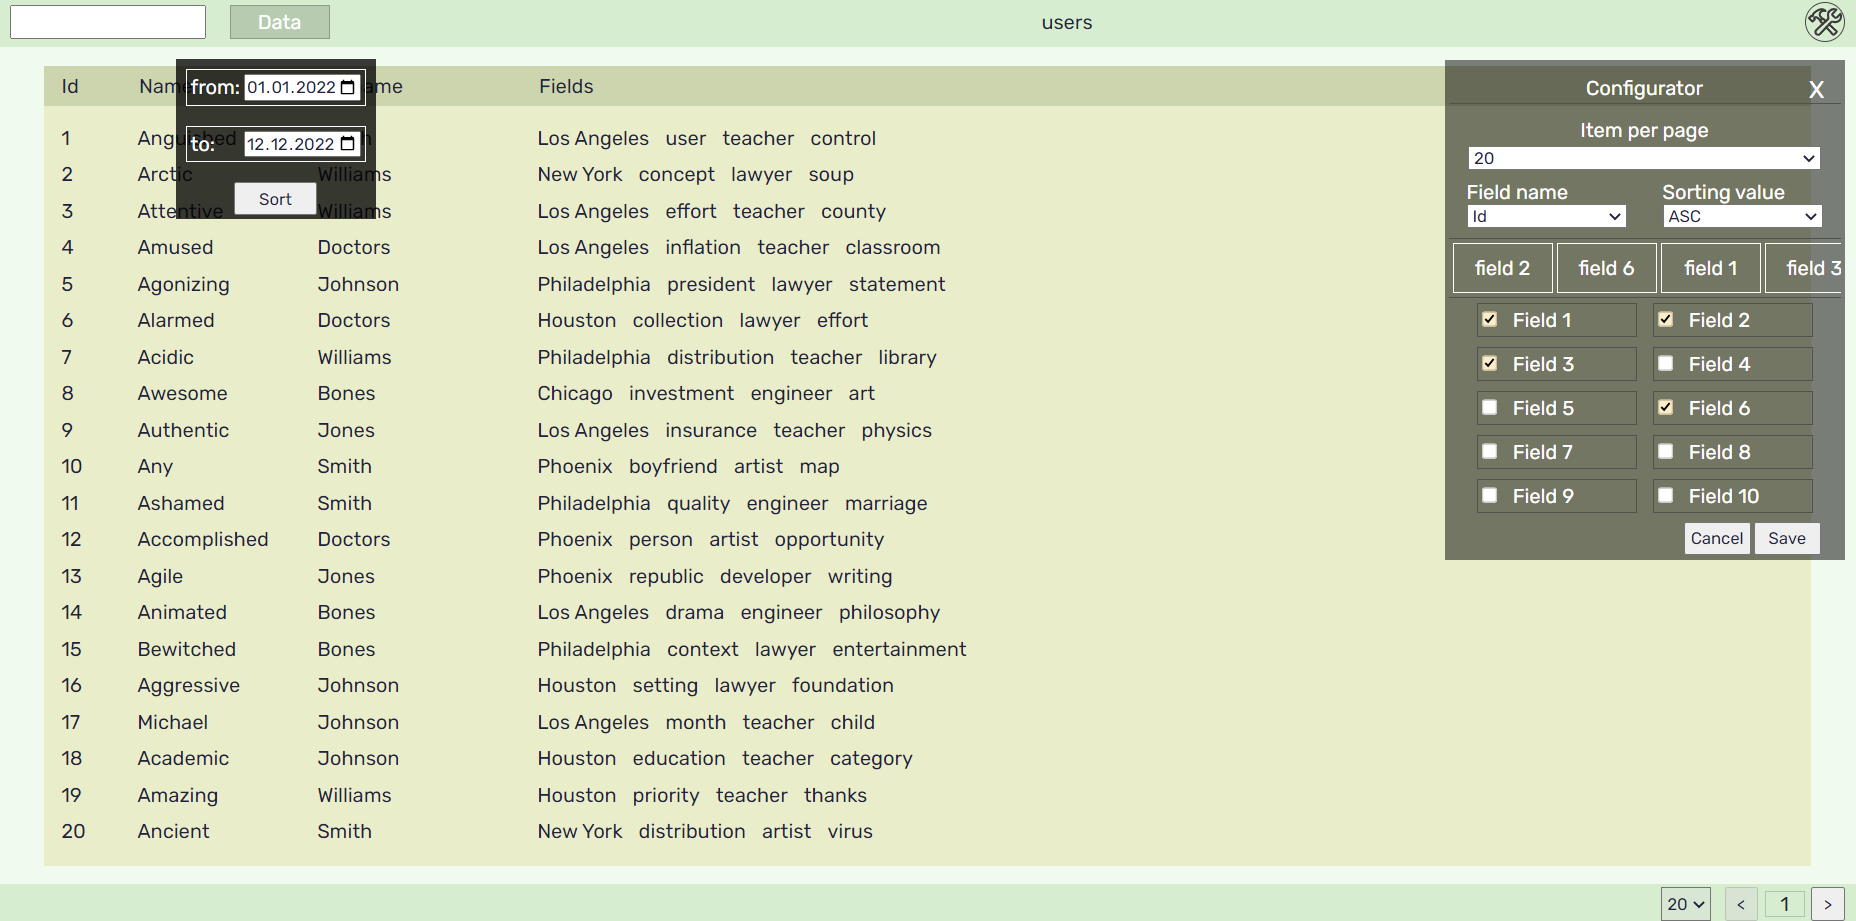 Data users
Id Name ame Fields
from: 01.01.2022
to: 12.12.2022
Sort
1 Anguished Los Angeles user teacher control
2 Arctic Williams New York concept lawyer soup
3 Attentive Williams Los Angeles effort teacher county
4 Amused Doctors Los Angeles inflation teacher classroom
5 Agonizing Johnson Philadelphia president lawyer statement
6 Alarmed Doctors Houston collection lawyer effort
7 Acidic Williams Philadelphia distribution teacher library
8 Awesome Bones Chicago investment engineer art
9 Authentic Jones Los Angeles insurance teacher physics
10 Any Smith Phoenix boyfriend artist map
11 Ashamed Smith Philadelphia quality engineer marriage
12 Accomplished Doctors Phoenix person artist opportunity
13 Agile Jones Phoenix republic developer writing
14 Animated Bones Los Angeles drama engineer philosophy
15 Bewitched Bones Philadelphia context lawyer entertainment
16 Aggressive Johnson Houston setting lawyer foundation
17 Michael Johnson Los Angeles month teacher child
18 Academic Johnson Houston education teacher category
19 Amazing Williams Houston priority teacher thanks
20 Ancient Smith New York distribution artist virus
Configurator X
Item per page
20
Field name Sorting value
Id ASC
field 2 field 6 field 1 field 3
Field 1 Field 2
Field 3 Field 4
Field 5 Field 6
Field 7 Field 8
Field 9 Field 10
Cancel Save
20 < 1 >